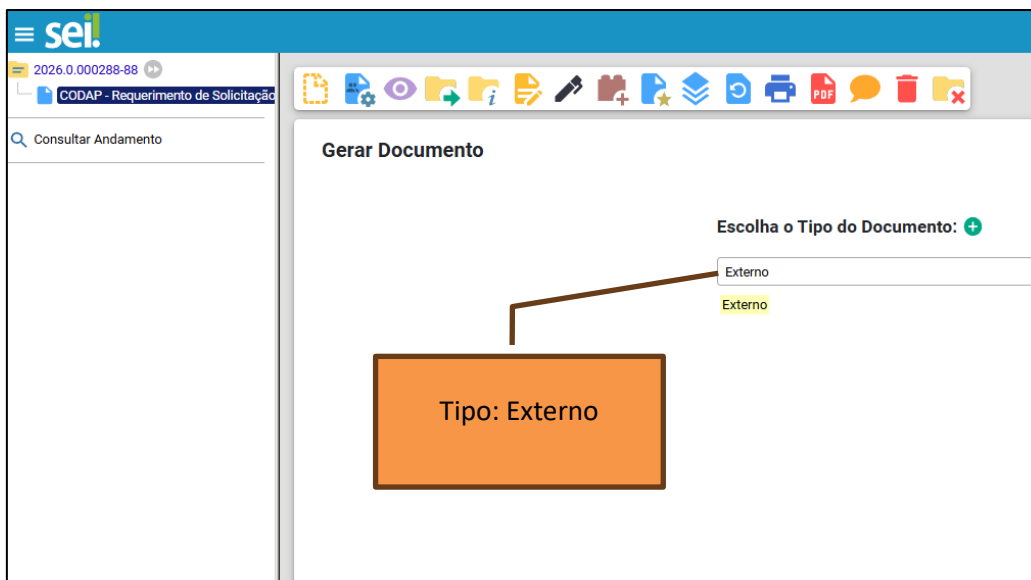 sei!
2026.0.000288-88
CODAP - Requerimento de Solicitação
Consultar Andamento
PDF
Gerar Documento
Escolha o Tipo do Documento:
Externo
Externo
Tipo: Externo